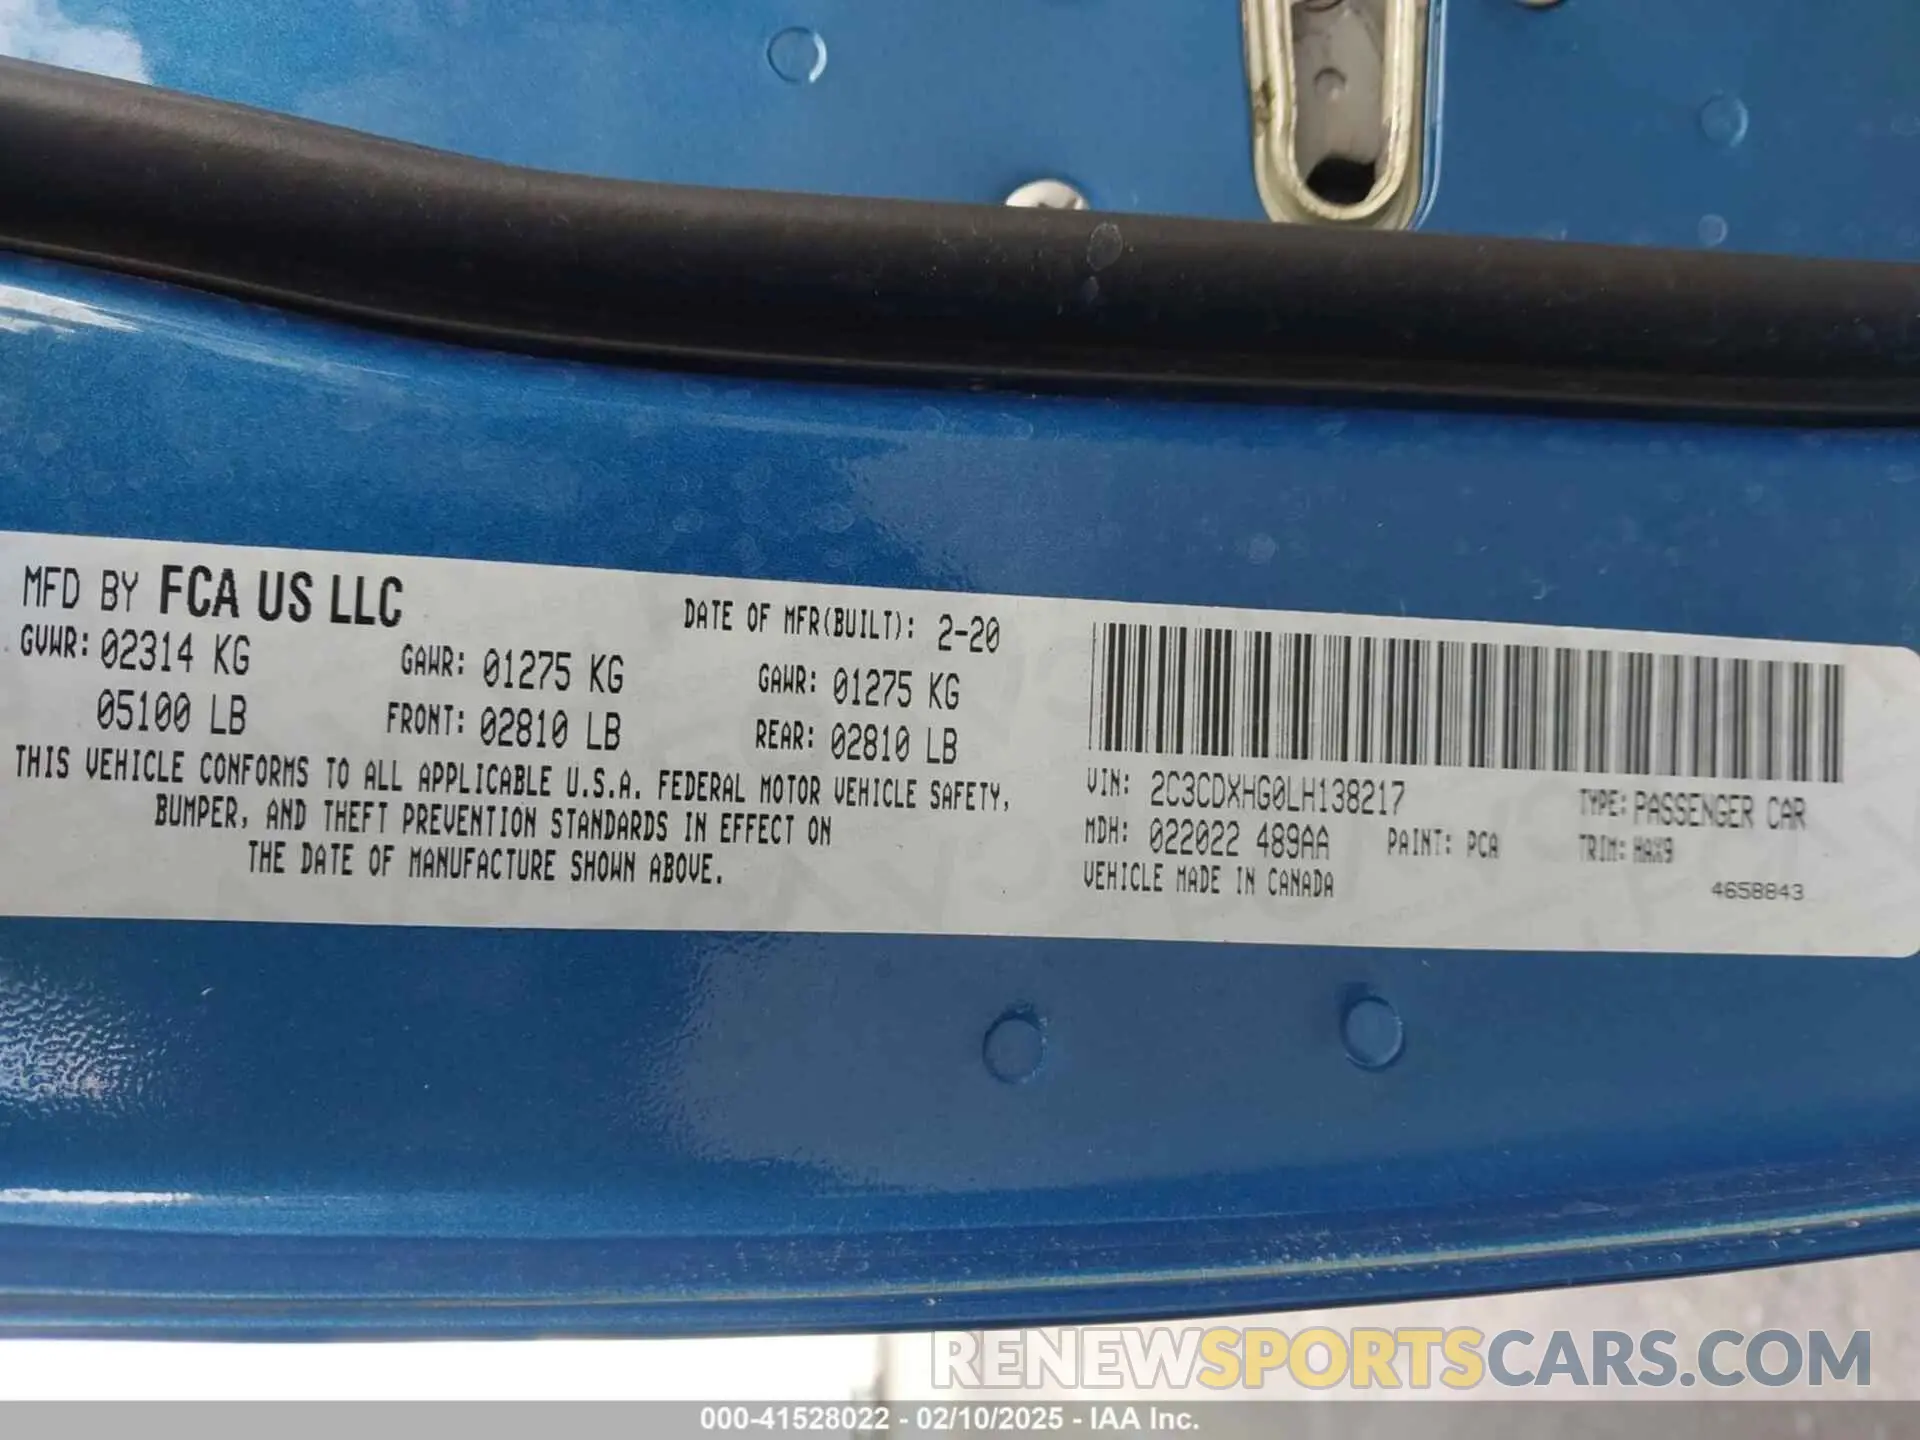 MFD BY FCA US LLC
DATE OF MFR(BUILT): 2-20
GVWR: 02314 KG
05100 LB
GAWR: 01275 KG
FRONT: 02810 LB
GAWR: 01275 KG
REAR: 02810 LB
THIS VEHICLE CONFORMS TO ALL APPLICABLE U.S.A. FEDERAL MOTOR VEHICLE SAFETY,
BUMPER, AND THEFT PREVENTION STANDARDS IN EFFECT ON
THE DATE OF MANUFACTURE SHOWN ABOVE.
VIN: 2C3CDXHG0LH138217
TYPE: PASSENGER CAR
MDH: 022022 489AA
PAINT: PCA
TRIM: HAX9
VEHICLE MADE IN CANADA
4658843
RENEWSPORTSCARS.COM
000-41528022 - 02/10/2025 - IAA Inc.